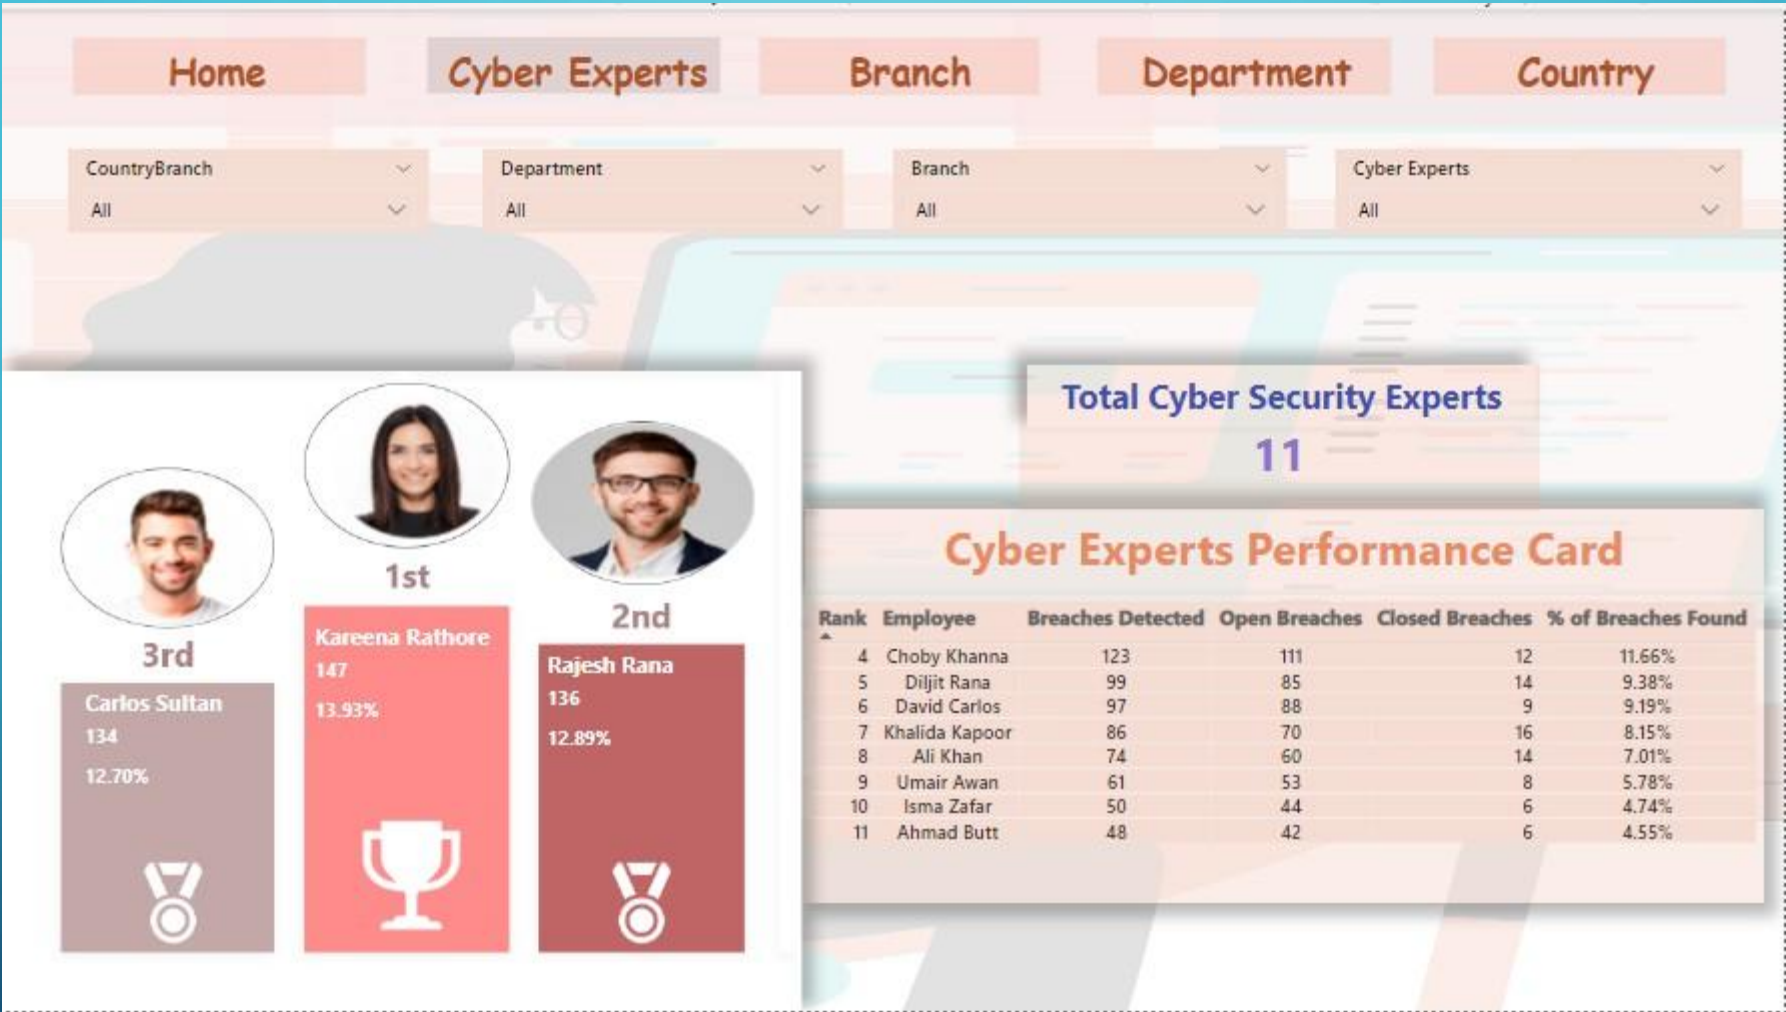 Home
Cyber Experts
Branch
Department
Country
CountryBranch
All
Department
All
Branch
All
Cyber Experts
All
1st
Kareena Rathore
147
13.93%
2nd
Rajesh Rana
136
12.89%
3rd
Carlos Sultan
134
12.70%
Total Cyber Security Experts
11
Cyber Experts Performance Card
Rank Employee Breaches Detected Open Breaches Closed Breaches % of Breaches Found
4 Choby Khanna 123 111 12 11.66%
5 Diljit Rana 99 85 14 9.38%
6 David Carlos 97 88 9 9.19%
7 Khalida Kapoor 86 70 16 8.15%
8 Ali Khan 74 60 14 7.01%
9 Umair Awan 61 53 8 5.78%
10 Isma Zafar 50 44 6 4.74%
11 Ahmad Butt 48 42 6 4.55%